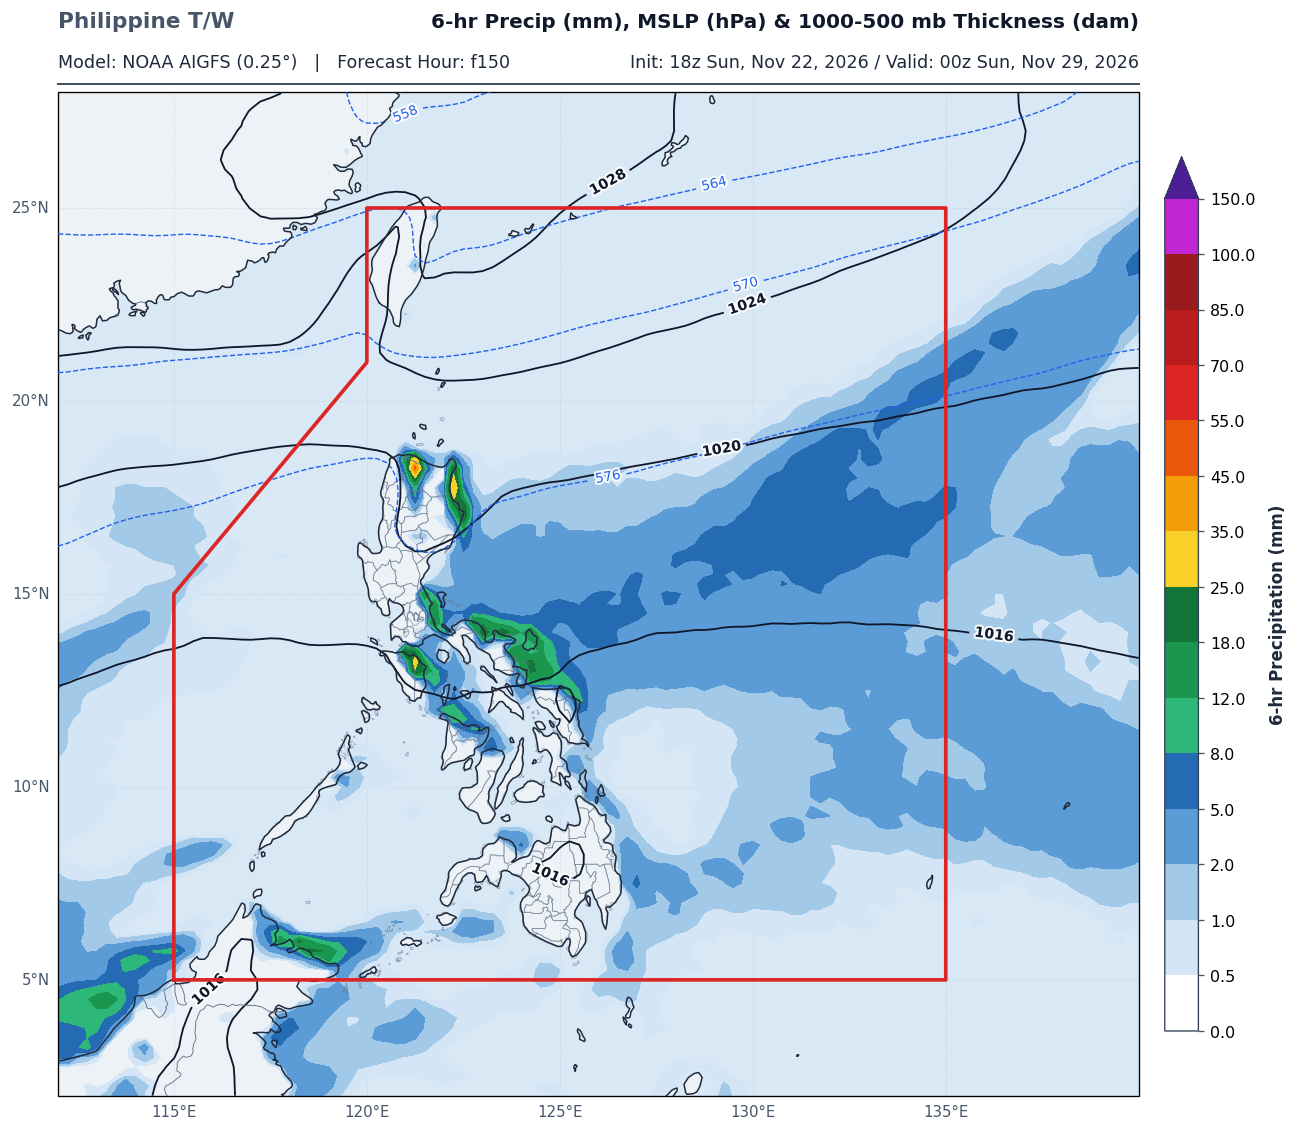 Philippine T/W
6-hr Precip (mm), MSLP (hPa) & 1000-500 mb Thickness (dam)
Model: NOAA AIGFS (0.25°) | Forecast Hour: f150
Init: 18z Sun, Nov 22, 2026 / Valid: 00z Sun, Nov 29, 2026
558
1028
564
570
1024
1020
576
1016
1016
1016
25°N
20°N
15°N
10°N
5°N
115°E
120°E
125°E
130°E
135°E
150.0
100.0
85.0
70.0
55.0
45.0
35.0
25.0
18.0
12.0
8.0
5.0
2.0
1.0
0.5
0.0
6-hr Precipitation (mm)